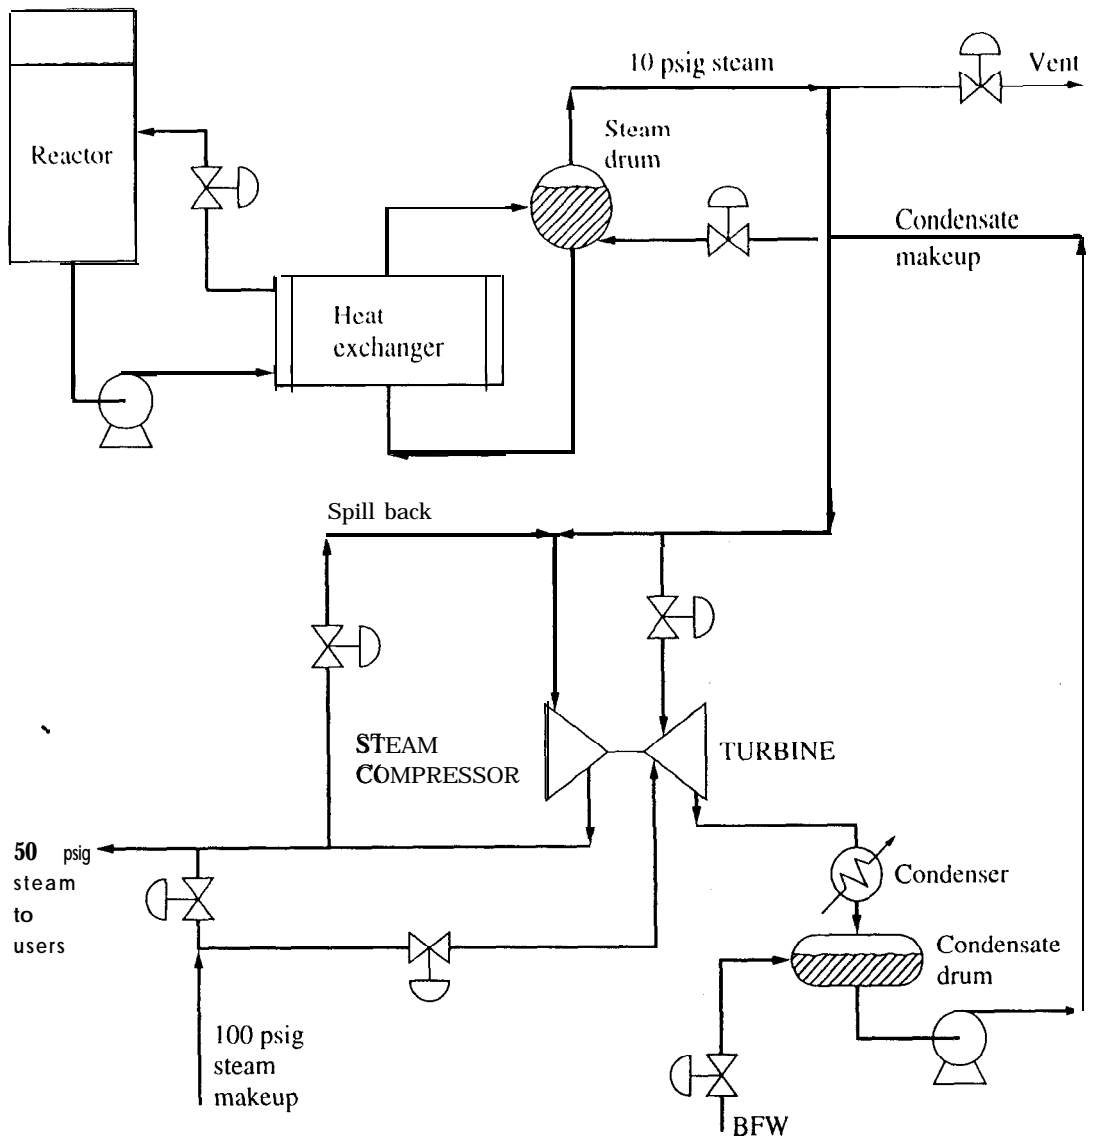 10 psig steam
Vent
Steam
drum
Reactor
Condensate
makeup
Heat
exchanger
Spill back
STEAM
COMPRESSOR
TURBINE
50 psig
steam
to
users
Condenser
Condensate
drum
100 psig
steam
makeup
BFW